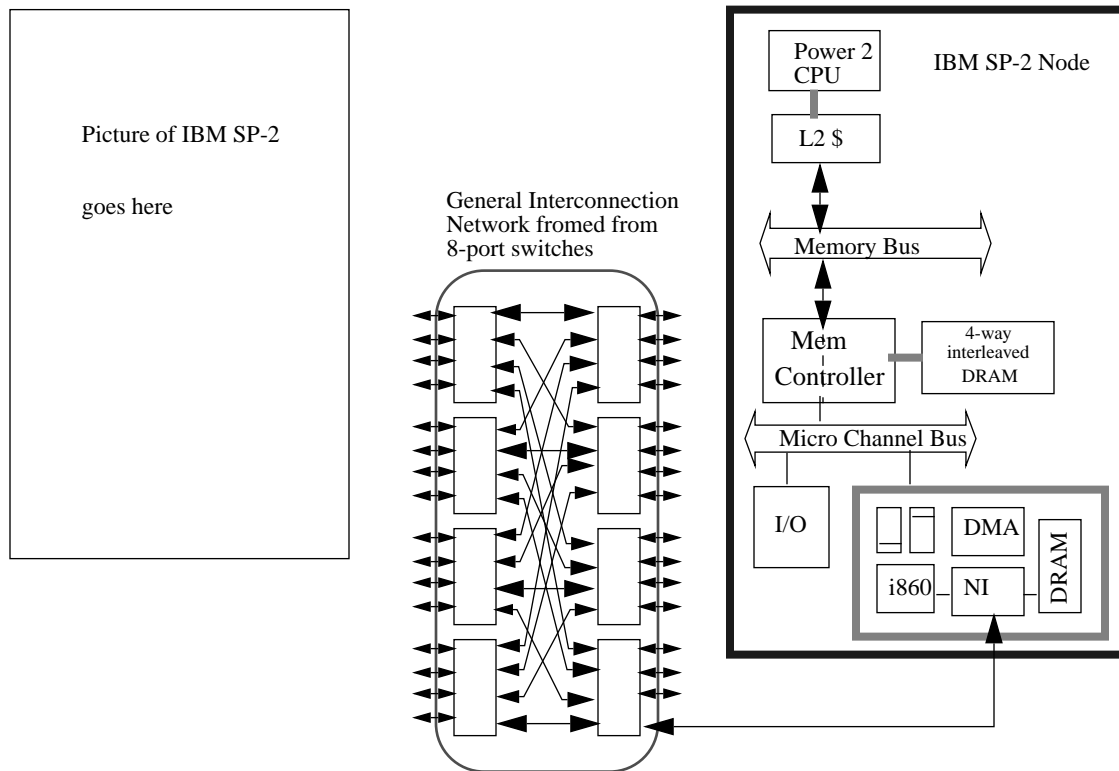 Picture of IBM SP-2
goes here
General Interconnection
Network fromed from
8-port switches
IBM SP-2 Node
Power 2
CPU
L2 $
Memory Bus
Mem
Controller
4-way
interleaved
DRAM
Micro Channel Bus
I/O
DMA
i860
NI
DRAM